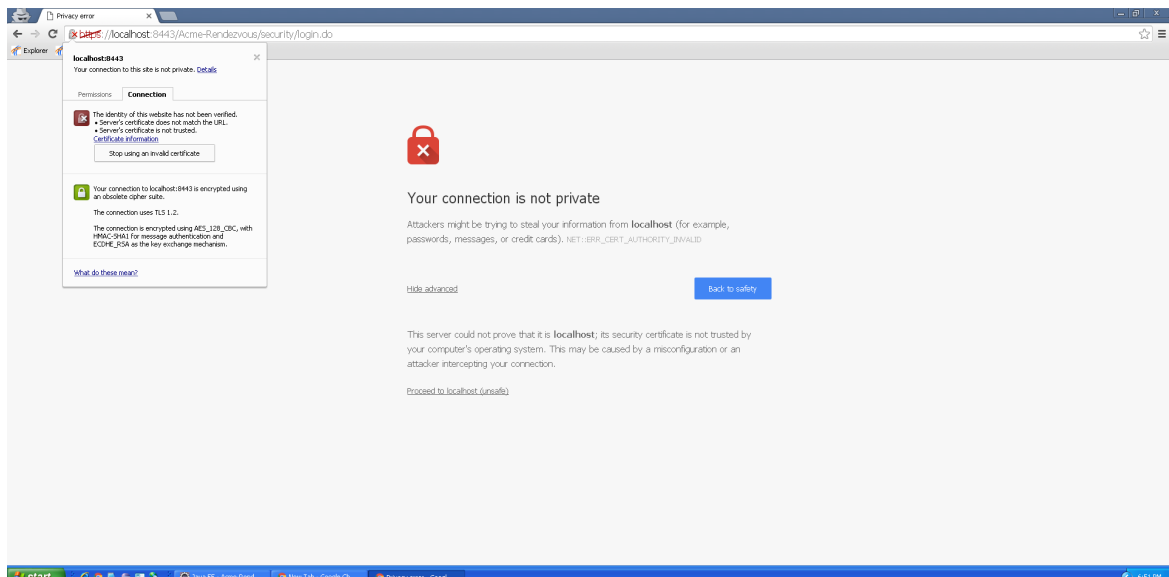 Privacy error
https://localhost:8443/Acme-Rendezvous/security/login.do
Explorer
localhost:8443
Your connection to this site is not private. Details
Permissions Connection
The identity of this website has not been verified.
• Server's certificate does not match the URL.
• Server's certificate is not trusted.
Certificate information
Stop using an invalid certificate
Your connection to localhost:8443 is encrypted using
an obsolete cipher suite.
The connection uses TLS 1.2.
The connection is encrypted using AES_128_CBC, with
HMAC-SHA1 for message authentication and
ECDHE_RSA as the key exchange mechanism.
What do these mean?
Your connection is not private
Attackers might be trying to steal your information from localhost (for example,
passwords, messages, or credit cards). NET::ERR_CERT_AUTHORITY_INVALID
Hide advanced
Back to safety
This server could not prove that it is localhost; its security certificate is not trusted by
your computer's operating system. This may be caused by a misconfiguration or an
attacker intercepting your connection.
Proceed to localhost (unsafe)
start